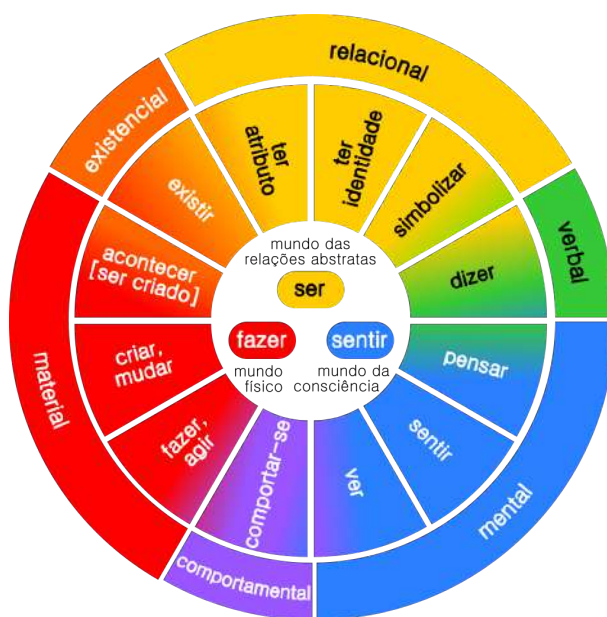 relacional
existencial
ter
atributo
ter
identidade
simbolizar
existir
verbal
mundo das
relações abstratas
ser
dizer
acontecer
[ser criado]
fazer
sentir
mundo
físico
mundo da
consciência
pensar
criar,
mudar
material
fazer,
agir
comportar-se
ver
sentir
mental
comportamental